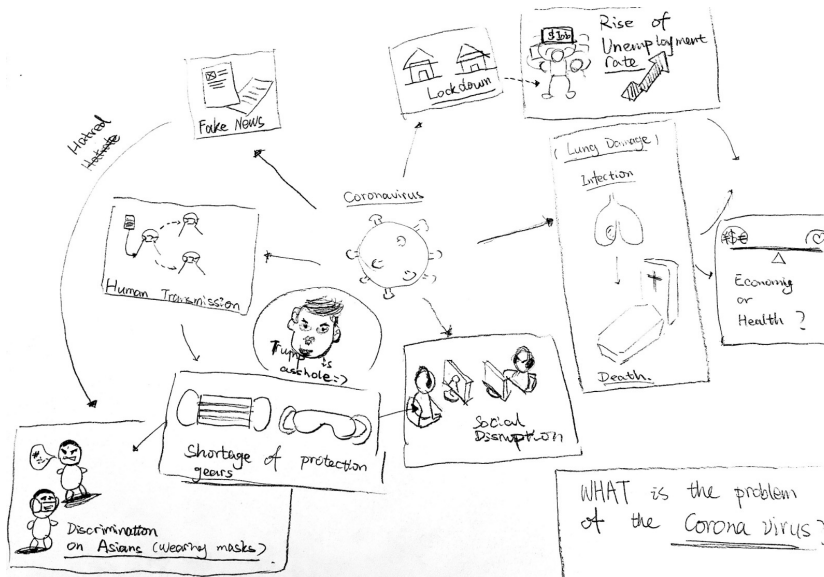 $ Job
Rise of
Unemployment
rate
Lockdown
Fake News
Hatred
(Lung Damage)
Infection
Coronavirus
¥$€
Economic
or
Health?
Human Transmission
Death.
Trump is
asshole=>
Social
Disruption
Shortage of protection
gears
#
Discrimination
on Asians (wearing masks)
WHAT is the problem
of the Corona virus?